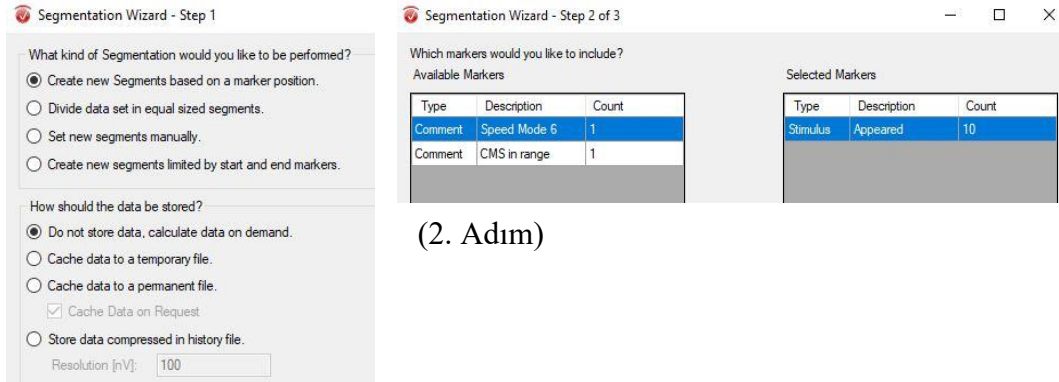 Segmentation Wizard - Step 1
What kind of Segmentation would you like to be performed?
Create new Segments based on a marker position.
Divide data set in equal sized segments.
Set new segments manually.
Create new segments limited by start and end markers.
How should the data be stored?
Do not store data, calculate data on demand.
Cache data to a temporary file.
Cache data to a permanent file.
Cache Data on Request
Store data compressed in history file.
Resolution [nV]: 100
Segmentation Wizard - Step 2 of 3
Which markers would you like to include?
Available Markers
Type Description Count
Comment Speed Mode 6 1
Comment CMS in range 1
Selected Markers
Type Description Count
Stimulus Appeared 10
(2. Adım)